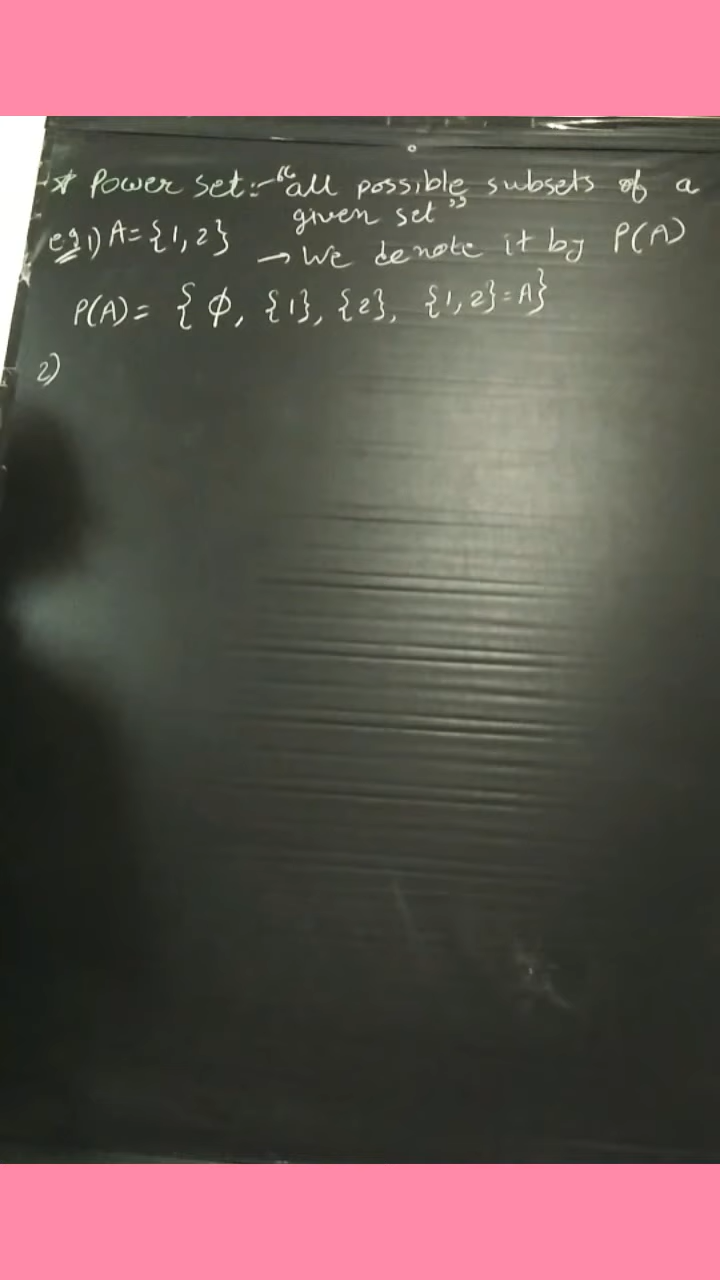 * Power set:- "all possible subsets of a
given set"
eg 1) A = {1, 2} → We denote it by P(A)
P(A) = { ϕ, {1}, {2}, {1, 2} = A}
2)